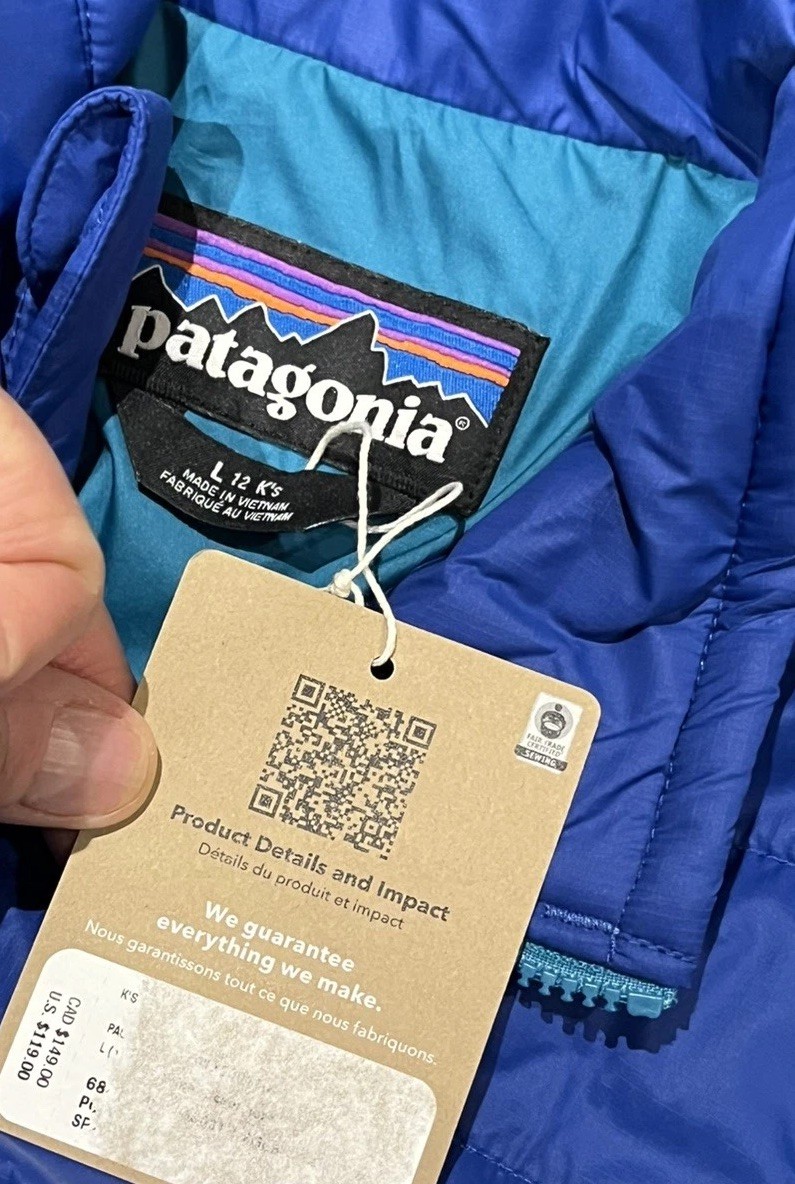 patagonia®
L 12 K'S
MADE IN VIETNAM
FABRIQUÉ AU VIETNAM
FAIR TRADE
CERTIFIED
SEWING
Product Details and Impact
Détails du produit et impact
We guarantee
everything we make.
Nous garantissons tout ce que nous fabriquons.
CAD $149.00
U.S. $119.00
K'S